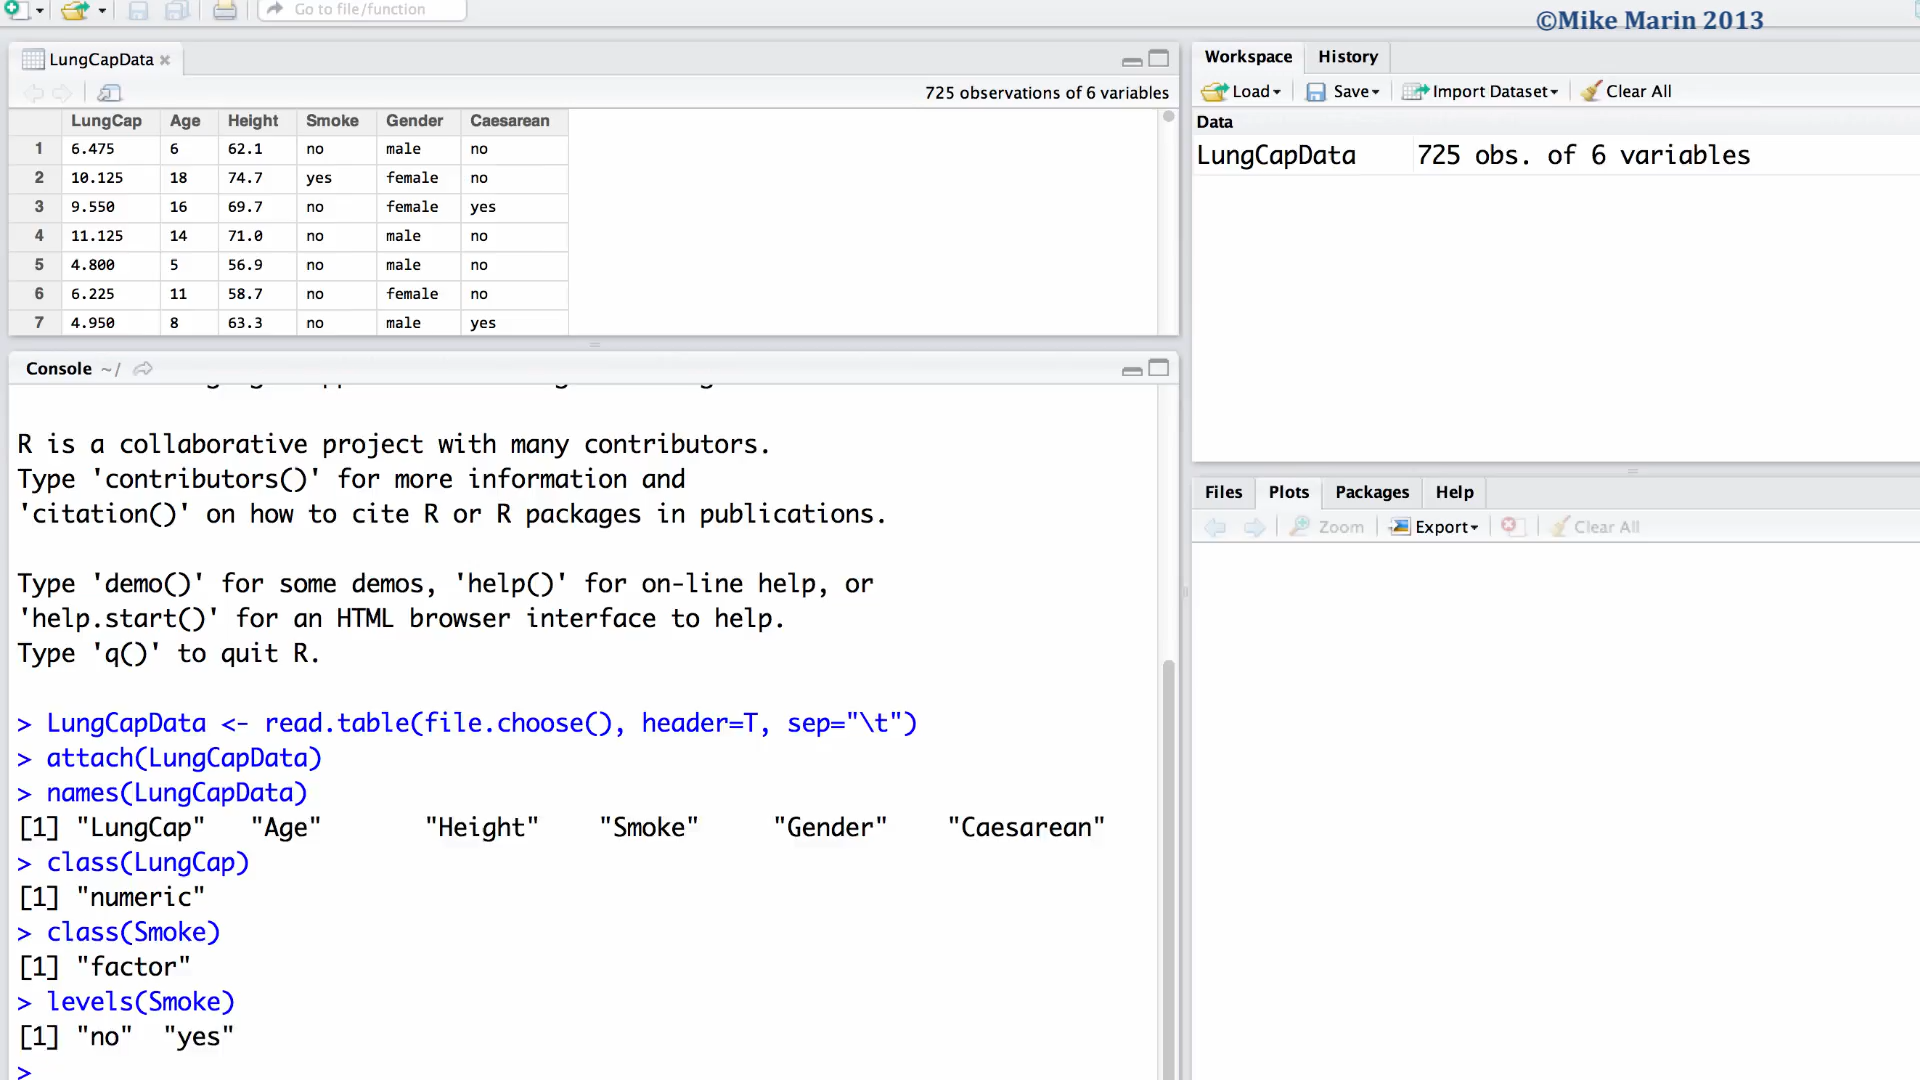 Go to file/function
©Mike Marin 2013
LungCapData
725 observations of 6 variables
LungCap Age Height Smoke Gender Caesarean
1 6.475 6 62.1 no male no
2 10.125 18 74.7 yes female no
3 9.550 16 69.7 no female yes
4 11.125 14 71.0 no male no
5 4.800 5 56.9 no male no
6 6.225 11 58.7 no female no
7 4.950 8 63.3 no male yes
Console ~/
R is a collaborative project with many contributors.
Type 'contributors()' for more information and
'citation()' on how to cite R or R packages in publications.
Type 'demo()' for some demos, 'help()' for on-line help, or
'help.start()' for an HTML browser interface to help.
Type 'q()' to quit R.
> LungCapData <- read.table(file.choose(), header=T, sep="\t")
> attach(LungCapData)
> names(LungCapData)
[1] "LungCap" "Age" "Height" "Smoke" "Gender" "Caesarean"
> class(LungCap)
[1] "numeric"
> class(Smoke)
[1] "factor"
> levels(Smoke)
[1] "no" "yes"
>
Workspace History
Load Save Import Dataset Clear All
Data
LungCapData 725 obs. of 6 variables
Files Plots Packages Help
Zoom Export Clear All